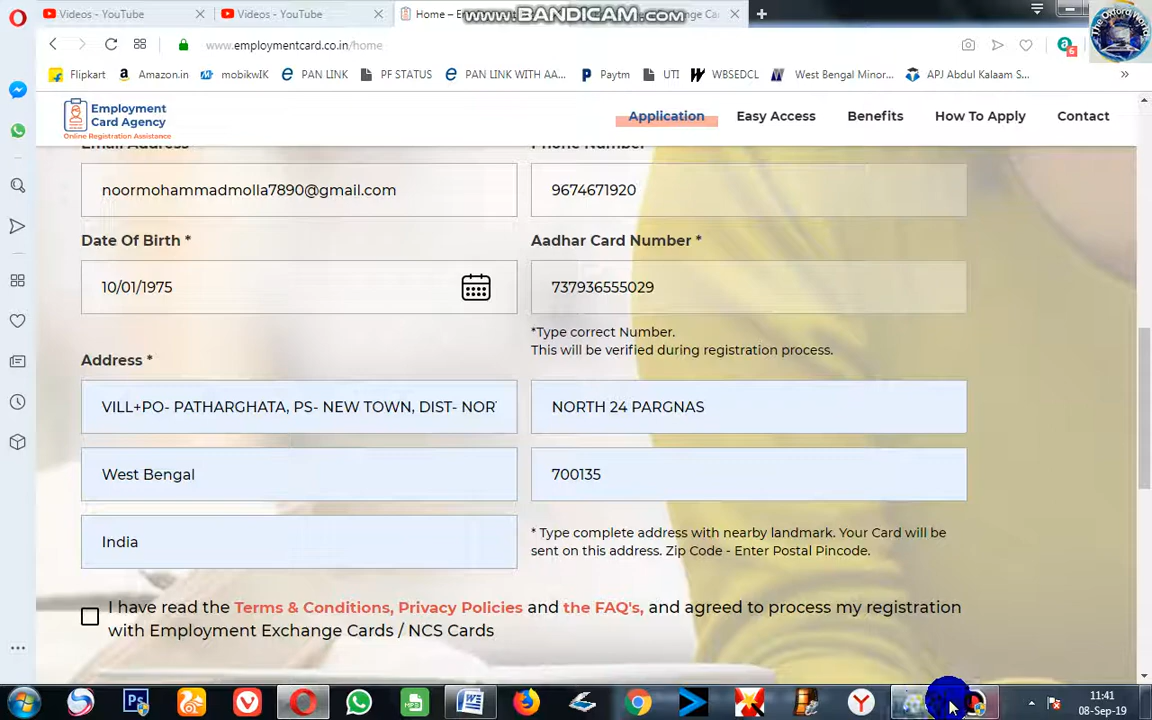 Videos - YouTube
Videos - YouTube
Home – E
www.BANDICAM.com
ge Ca
www.employmentcard.co.in/home
Flipkart
Amazon.in
mobikwIK
PAN LINK
PF STATUS
PAN LINK WITH AA...
Paytm
UTI
WBSEDCL
West Bengal Minor...
APJ Abdul Kalaam S...
»
Employment
Card Agency
Online Registration Assistance
Application
Easy Access
Benefits
How To Apply
Contact
Email Address
Phone Number
noormohammadmolla7890@gmail.com
9674671920
Date Of Birth *
Aadhar Card Number *
10/01/1975
737936555029
*Type correct Number.
This will be verified during registration process.
Address *
VILL+PO- PATHARGHATA, PS- NEW TOWN, DIST- NOR
NORTH 24 PARGNAS
West Bengal
700135
India
* Type complete address with nearby landmark. Your Card will be
sent on this address. Zip Code - Enter Postal Pincode.
I have read the Terms & Conditions, Privacy Policies and the FAQ's, and agreed to process my registration
with Employment Exchange Cards / NCS Cards
11:41
08-Sep-19